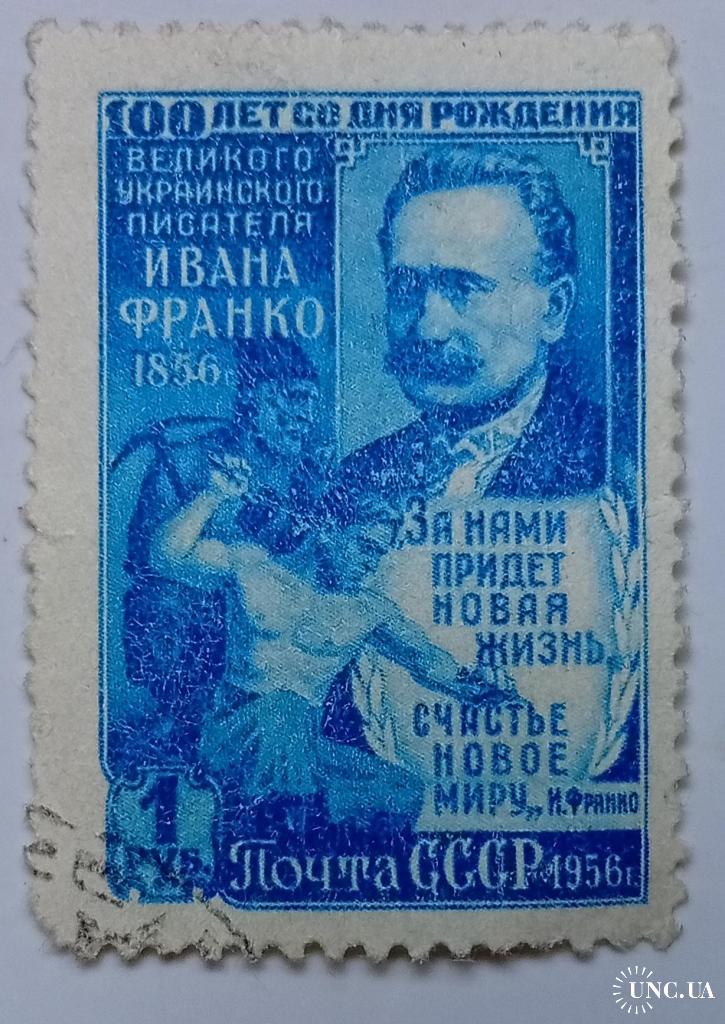 100 ЛЕТ СО ДНЯ РОЖДЕНИЯ
ВЕЛИКОГО
УКРАИНСКОГО
ПИСАТЕЛЯ
ИВАНА
ФРАНКО
1856г.
„ЗА НАМИ
ПРИДЕТ
НОВАЯ
ЖИЗНЬ,
СЧАСТЬЕ
НОВОЕ
МИРУ„ И.ФРАНКО
1
РУБ.
ПОЧТА СССР 1956г.
UNC.UA